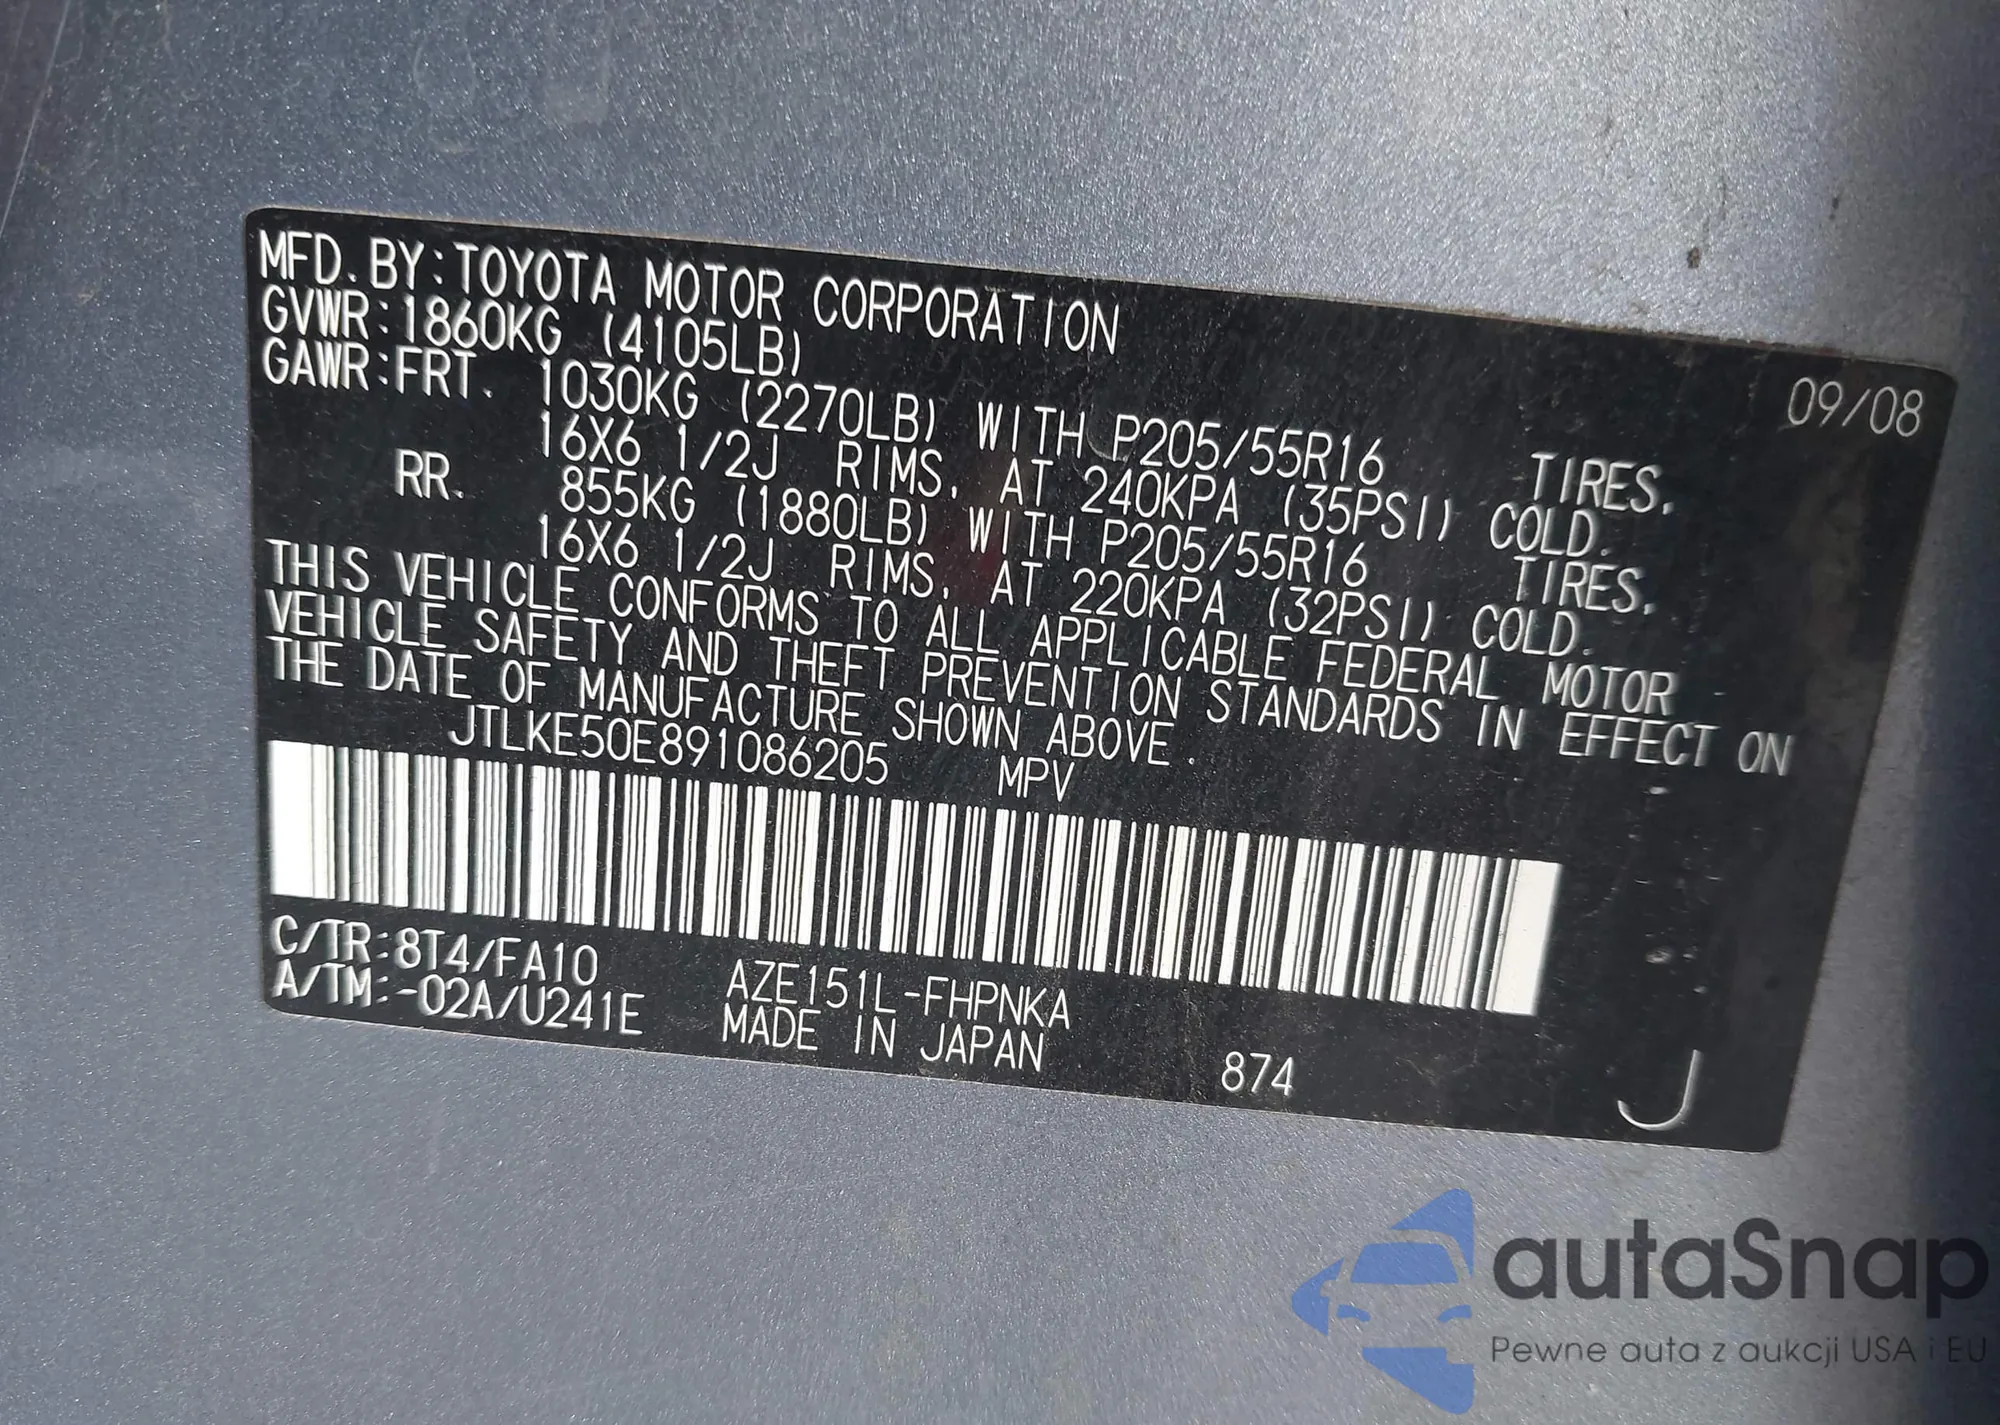 MFD. BY:TOYOTA MOTOR CORPORATION 09/08
GVWR:1860KG (4105LB)
GAWR:FRT. 1030KG (2270LB) WITH P205/55R16 TIRES,
16X6 1/2J RIMS, AT 240KPA (35PSI) COLD.
RR. 855KG (1880LB) WITH P205/55R16 TIRES,
16X6 1/2J RIMS, AT 220KPA (32PSI) COLD.
THIS VEHICLE CONFORMS TO ALL APPLICABLE FEDERAL MOTOR
VEHICLE SAFETY AND THEFT PREVENTION STANDARDS IN EFFECT ON
THE DATE OF MANUFACTURE SHOWN ABOVE.
JTLKE50E891086205 MPV
C/TR:8T4/FA10 AZE151L-FHPNKA
A/TM:-02A/U241E MADE IN JAPAN 874 J
autaSnap
Pewne auta z aukcji USA i EU